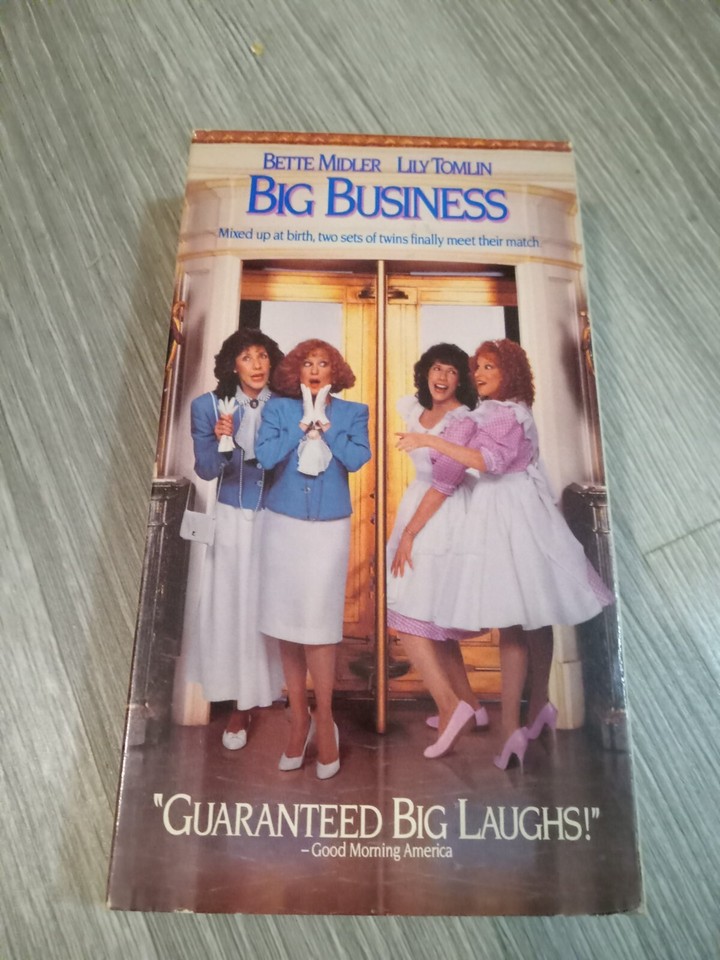 BETTE MIDLER LILY TOMLIN
BIG BUSINESS
Mixed up at birth, two sets of twins finally meet their match.
"GUARANTEED BIG LAUGHS!"
– Good Morning America